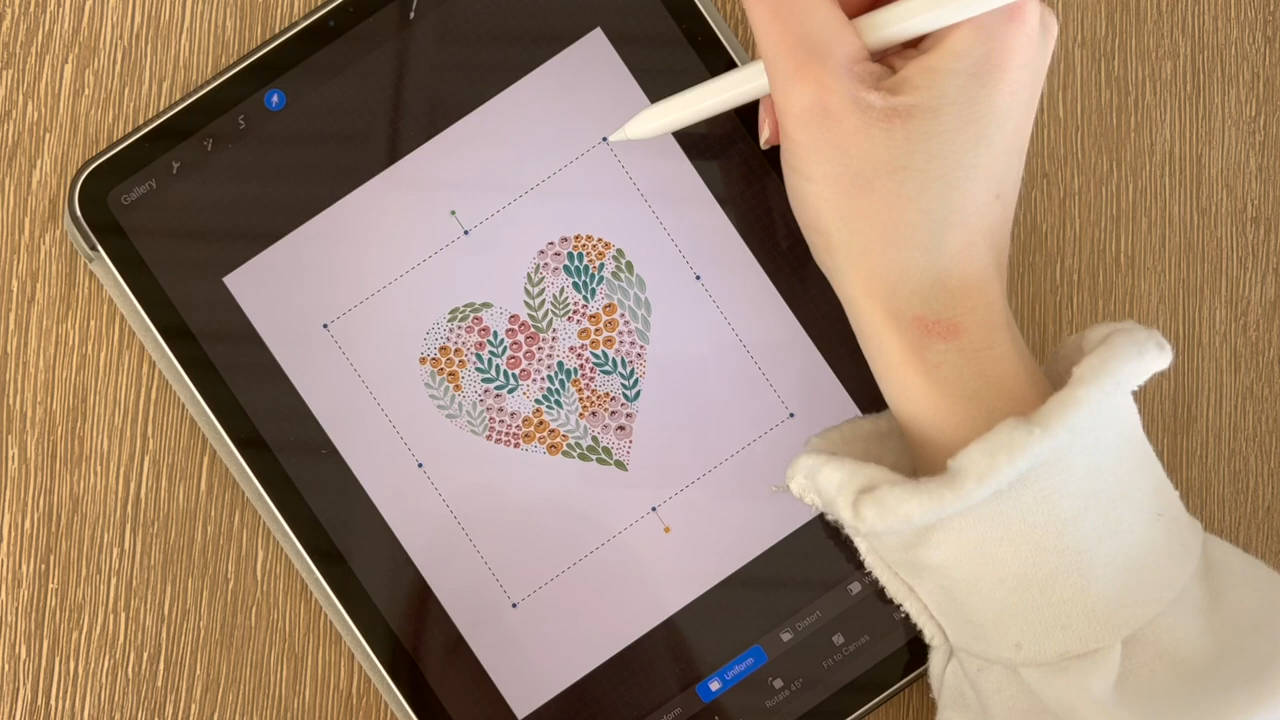 Gallery
Uniform
Distort
Fit to Canvas
Rotate 45°